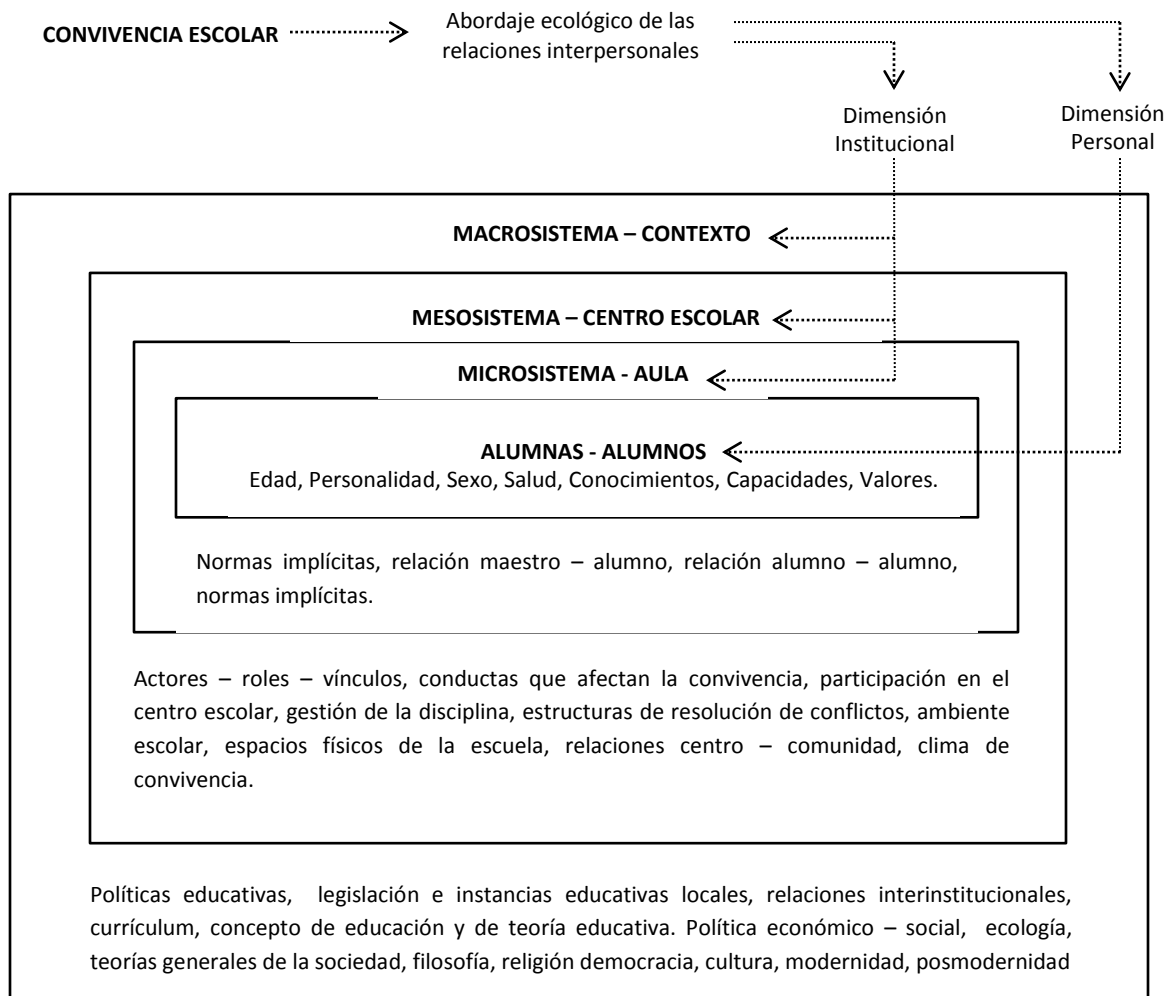 CONVIVENCIA ESCOLAR
Abordaje ecológico de las
relaciones interpersonales
Dimensión
Institucional
Dimensión
Personal
MACROSISTEMA – CONTEXTO
MESOSISTEMA – CENTRO ESCOLAR
MICROSISTEMA - AULA
ALUMNAS - ALUMNOS
Edad, Personalidad, Sexo, Salud, Conocimientos, Capacidades, Valores.
Normas implícitas, relación maestro – alumno, relación alumno – alumno,
normas implícitas.
Actores – roles – vínculos, conductas que afectan la convivencia, participación en el
centro escolar, gestión de la disciplina, estructuras de resolución de conflictos, ambiente
escolar, espacios físicos de la escuela, relaciones centro – comunidad, clima de
convivencia.
Políticas educativas, legislación e instancias educativas locales, relaciones interinstitucionales,
currículum, concepto de educación y de teoría educativa. Política económico – social, ecología,
teorías generales de la sociedad, filosofía, religión democracia, cultura, modernidad, posmodernidad